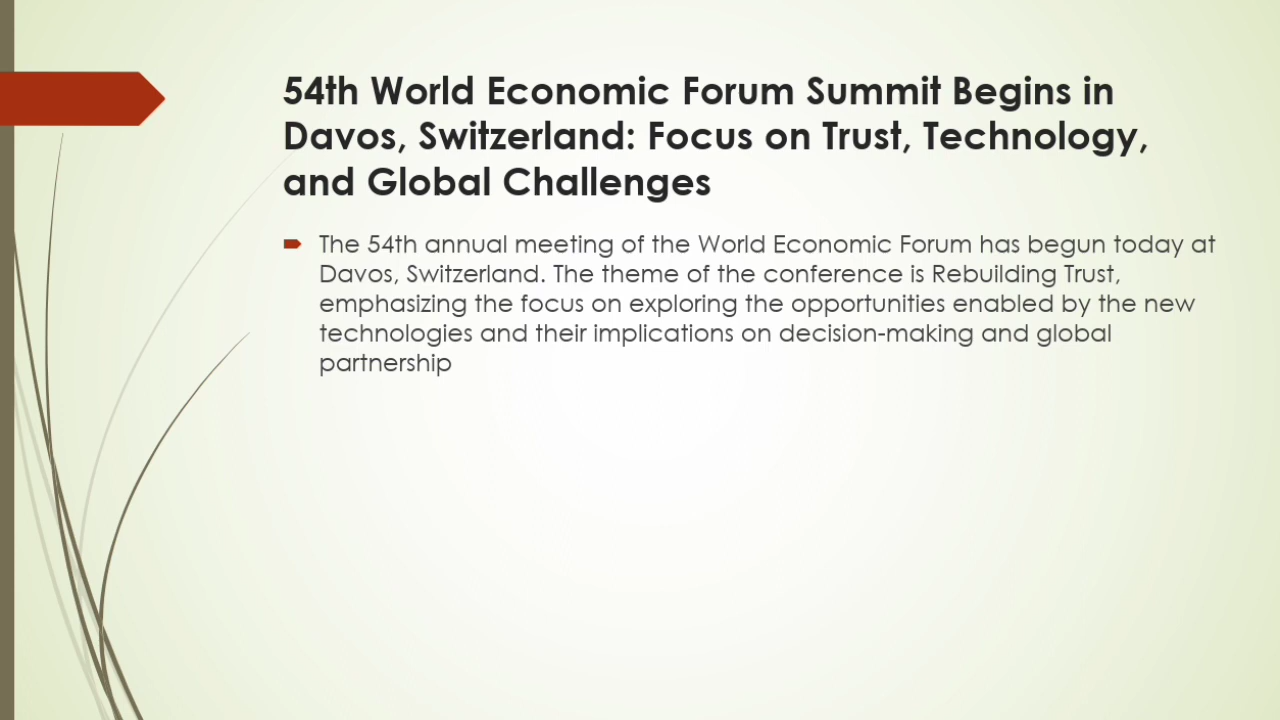 54th World Economic Forum Summit Begins in
Davos, Switzerland: Focus on Trust, Technology,
and Global Challenges
The 54th annual meeting of the World Economic Forum has begun today at
Davos, Switzerland. The theme of the conference is Rebuilding Trust,
emphasizing the focus on exploring the opportunities enabled by the new
technologies and their implications on decision-making and global
partnership